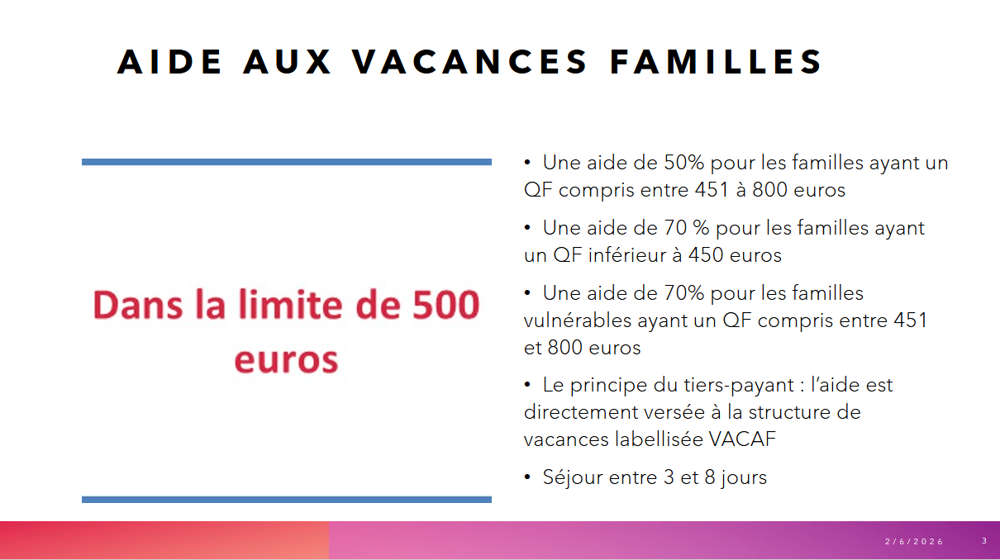 AIDE AUX VACANCES FAMILLES
Dans la limite de 500
euros
• Une aide de 50% pour les familles ayant un
QF compris entre 451 à 800 euros
• Une aide de 70 % pour les familles ayant
un QF inférieur à 450 euros
• Une aide de 70% pour les familles
vulnérables ayant un QF compris entre 451
et 800 euros
• Le principe du tiers-payant : l’aide est
directement versée à la structure de
vacances labellisée VACAF
• Séjour entre 3 et 8 jours
2/6/2026
3